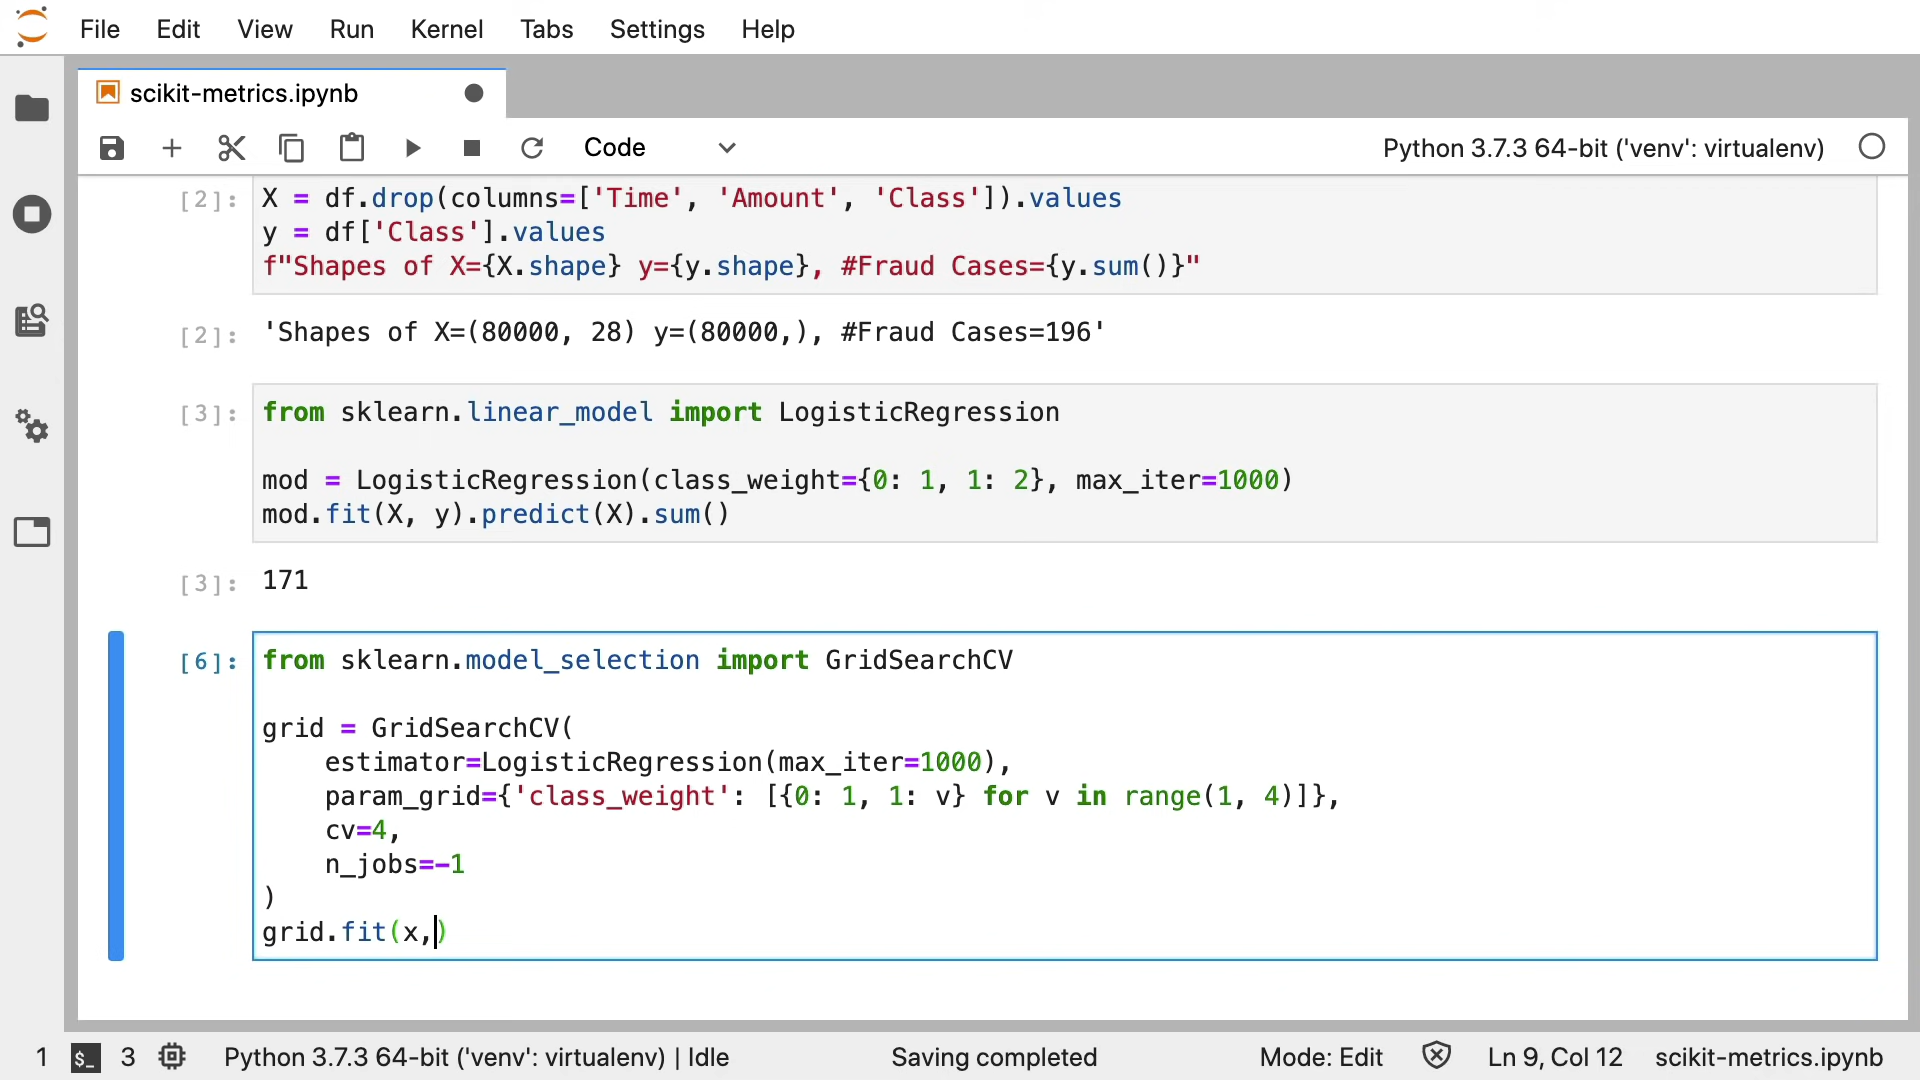 File Edit View Run Kernel Tabs Settings Help
scikit-metrics.ipynb
Code
Python 3.7.3 64-bit ('venv': virtualenv)
[2]: X = df.drop(columns=['Time', 'Amount', 'Class']).values
y = df['Class'].values
f"Shapes of X={X.shape} y={y.shape}, #Fraud Cases={y.sum()}"
[2]: 'Shapes of X=(80000, 28) y=(80000,), #Fraud Cases=196'
[3]: from sklearn.linear_model import LogisticRegression
mod = LogisticRegression(class_weight={0: 1, 1: 2}, max_iter=1000)
mod.fit(X, y).predict(X).sum()
[3]: 171
[6]: from sklearn.model_selection import GridSearchCV
grid = GridSearchCV(
estimator=LogisticRegression(max_iter=1000),
param_grid={'class_weight': [{0: 1, 1: v} for v in range(1, 4)]},
cv=4,
n_jobs=-1
)
grid.fit(x,)
1 $_ 3 Python 3.7.3 64-bit ('venv': virtualenv) | Idle Saving completed Mode: Edit Ln 9, Col 12 scikit-metrics.ipynb